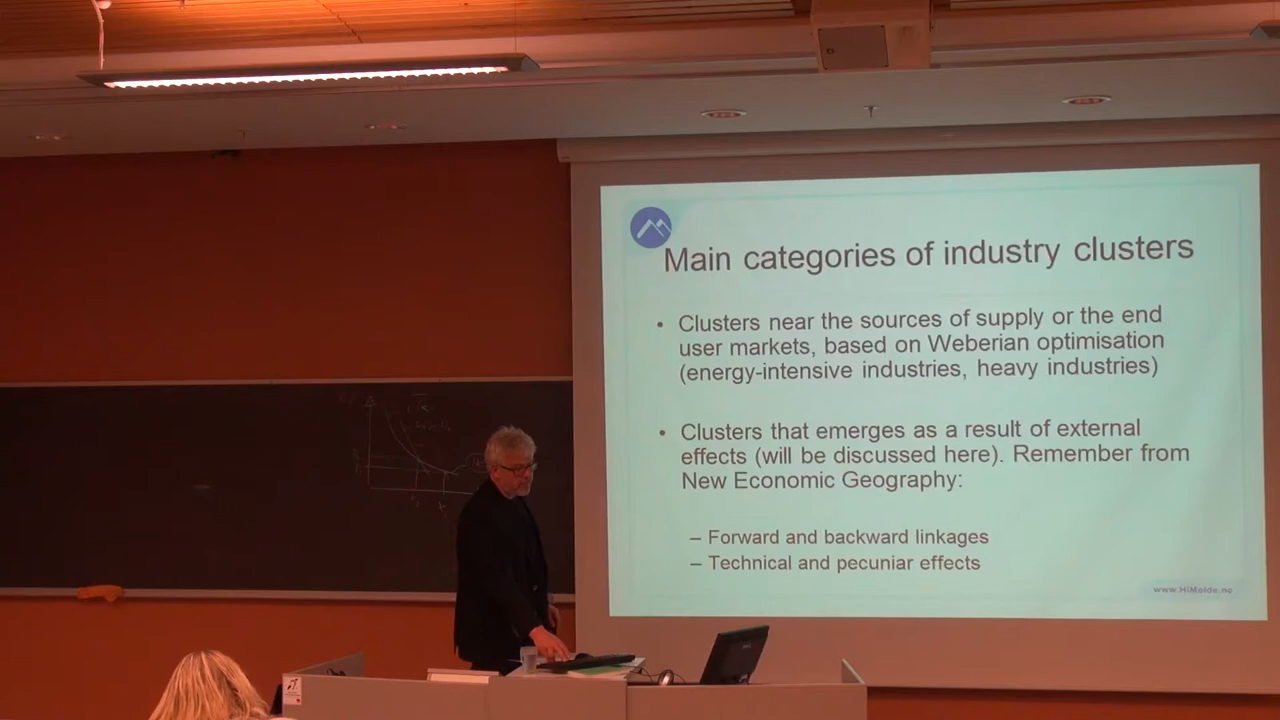 Main categories of industry clusters
• Clusters near the sources of supply or the end
user markets, based on Weberian optimisation
(energy-intensive industries, heavy industries)
• Clusters that emerges as a result of external
effects (will be discussed here). Remember from
New Economic Geography:
– Forward and backward linkages
– Technical and pecuniar effects
www.HiMolde.no